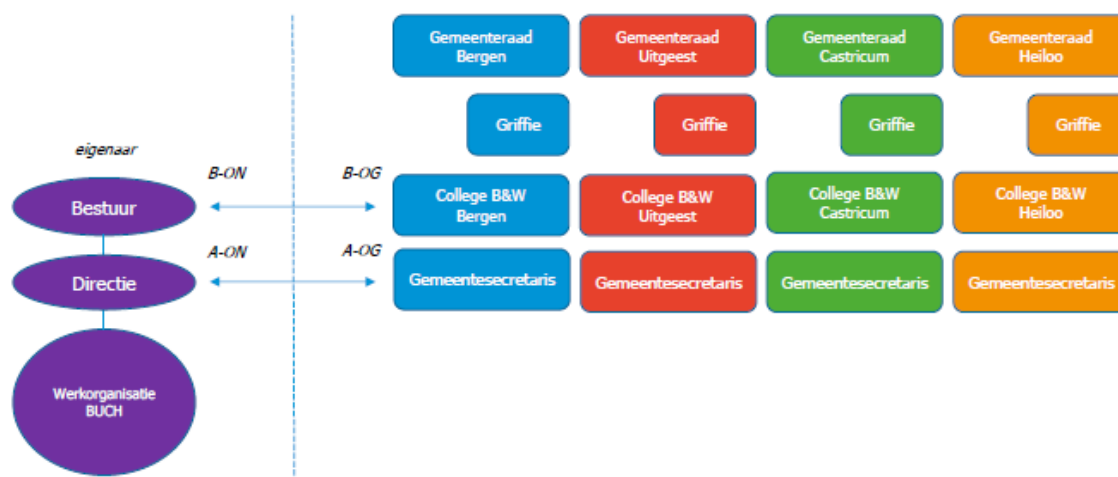 Gemeenteraad
Bergen
Gemeenteraad
Uitgeest
Gemeenteraad
Castricum
Gemeenteraad
Heiloo
Griffie
Griffie
Griffie
Griffie
eigenaar
B-ON
B-OG
Bestuur
College B&W
Bergen
College B&W
Uitgeest
College B&W
Castricum
College B&W
Heiloo
A-ON
A-OG
Directie
Gemeentesecretaris
Gemeentesecretaris
Gemeentesecretaris
Gemeentesecretaris
Werkorganisatie
BUCH